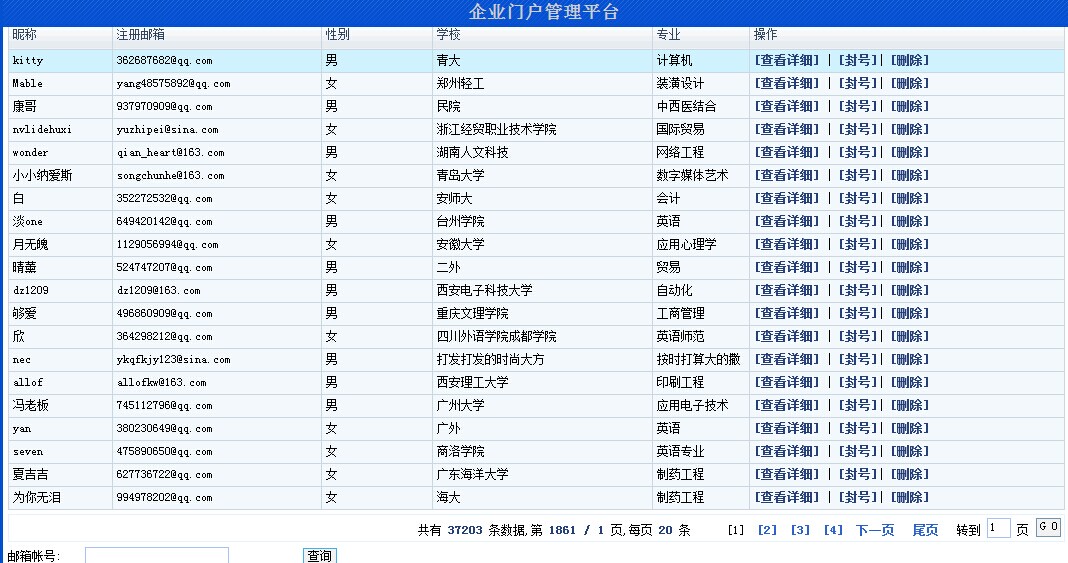 企业门户管理平台
昵称 注册邮箱 性别 学校 专业 操作
kitty 362687682@qq.com 男 青大 计算机 [查看详细] | [封号]| [删除]
Mable yang48575892@qq.com 女 郑州轻工 装潢设计 [查看详细] | [封号]| [删除]
康哥 937970909@qq.com 男 民院 中西医结合 [查看详细] | [封号]| [删除]
nvlidehuxi yuzhipei@sina.com 女 浙江经贸职业技术学院 国际贸易 [查看详细] | [封号]| [删除]
wonder qian_heart@163.com 男 湖南人文科技 网络工程 [查看详细] | [封号]| [删除]
小小纳爱斯 songchunhe@163.com 女 青岛大学 数字媒体艺术 [查看详细] | [封号]| [删除]
白 352272532@qq.com 女 安师大 会计 [查看详细] | [封号]| [删除]
淡one 649420142@qq.com 男 台州学院 英语 [查看详细] | [封号]| [删除]
月无魄 1129056994@qq.com 女 安徽大学 应用心理学 [查看详细] | [封号]| [删除]
晴薰 524747207@qq.com 男 二外 贸易 [查看详细] | [封号]| [删除]
dz1209 dz1209@163.com 男 西安电子科技大学 自动化 [查看详细] | [封号]| [删除]
够爱 496860909@qq.com 男 重庆文理学院 工商管理 [查看详细] | [封号]| [删除]
欣 364298212@qq.com 女 四川外语学院成都学院 英语师范 [查看详细] | [封号]| [删除]
nec ykqfkjy123@sina.com 男 打发打发的时尚大方 按时打算大的撒 [查看详细] | [封号]| [删除]
allof allofkw@163.com 男 西安理工大学 印刷工程 [查看详细] | [封号]| [删除]
冯老板 745112796@qq.com 男 广州大学 应用电子技术 [查看详细] | [封号]| [删除]
yan 380230649@qq.com 女 广外 英语 [查看详细] | [封号]| [删除]
seven 475890650@qq.com 女 商洛学院 英语专业 [查看详细] | [封号]| [删除]
夏吉吉 627736722@qq.com 女 广东海洋大学 制药工程 [查看详细] | [封号]| [删除]
为你无泪 994978202@qq.com 女 海大 制药工程 [查看详细] | [封号]| [删除]
共有 37203 条数据,第 1861 / 1 页,每页 20 条 [1] [2] [3] [4] 下一页 尾页 转到 1 页 GO
邮箱帐号: 查询